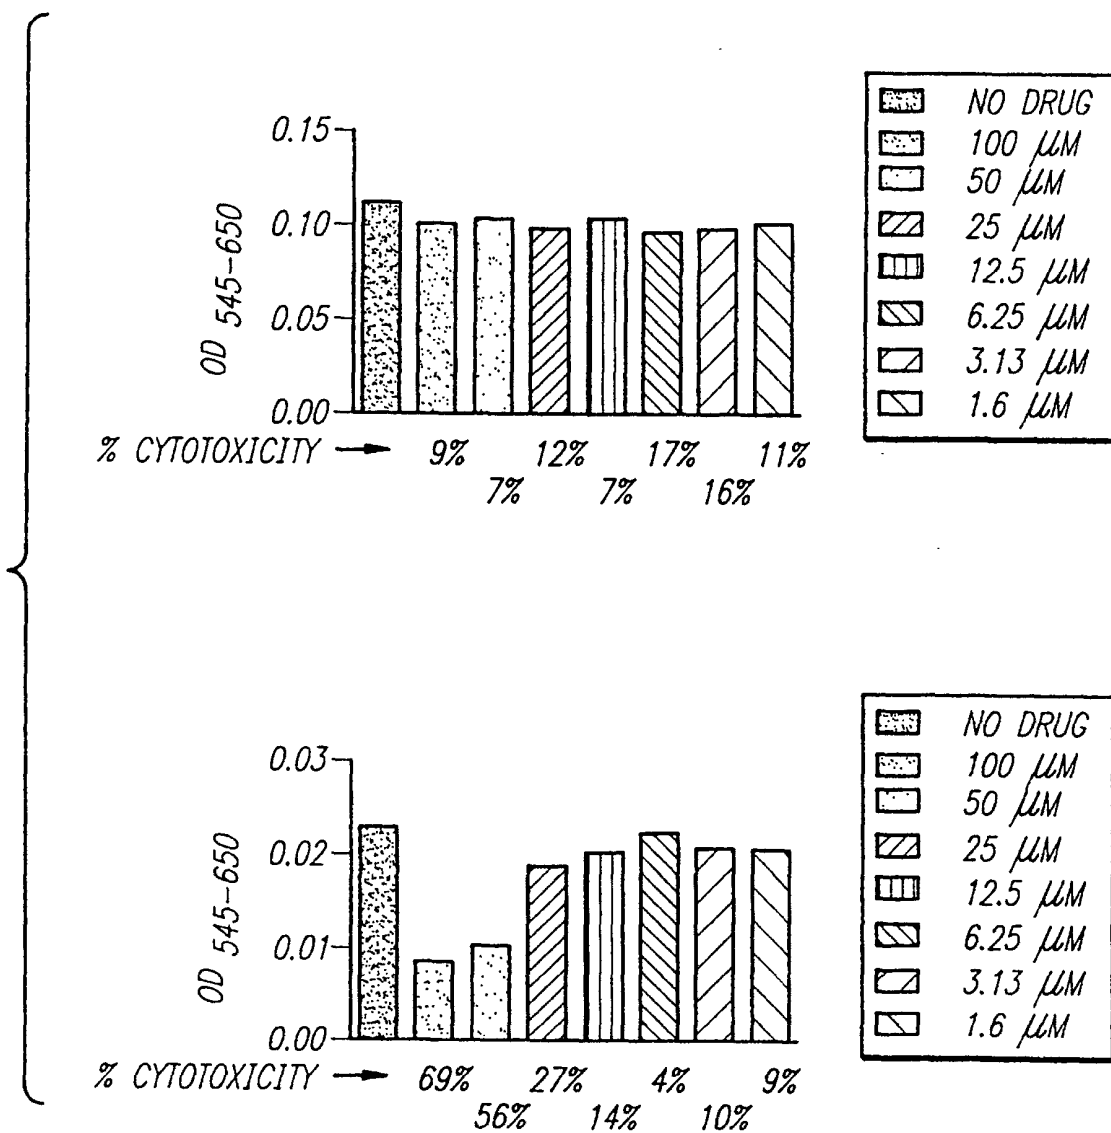 0.15
0.10
0.05
0.00
OD 545-650
% CYTOTOXICITY → 9% 12% 17% 11%
7% 7% 16%
NO DRUG
100 μM
50 μM
25 μM
12.5 μM
6.25 μM
3.13 μM
1.6 μM
0.03
0.02
0.01
0.00
OD 545-650
% CYTOTOXICITY → 69% 27% 4% 9%
56% 14% 10%
NO DRUG
100 μM
50 μM
25 μM
12.5 μM
6.25 μM
3.13 μM
1.6 μM